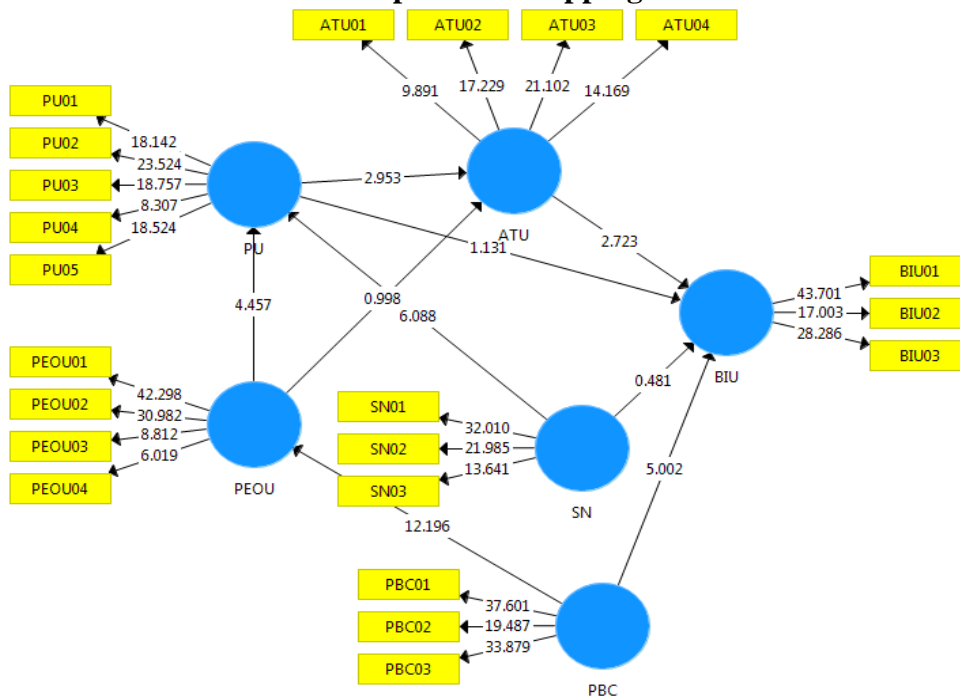 ATU01
ATU02
ATU03
ATU04
9.891
17.229
21.102
14.169
PU01
PU02
PU03
PU04
PU05
18.142
23.524
18.757
8.307
18.524
PU
2.953
ATU
1.131
2.723
4.457
0.998
6.088
BIU01
BIU02
BIU03
43.701
17.003
28.286
BIU
PEOU01
PEOU02
PEOU03
PEOU04
42.298
30.982
8.812
6.019
PEOU
SN01
SN02
SN03
32.010
21.985
13.641
SN
0.481
5.002
12.196
PBC01
PBC02
PBC03
37.601
19.487
33.879
PBC